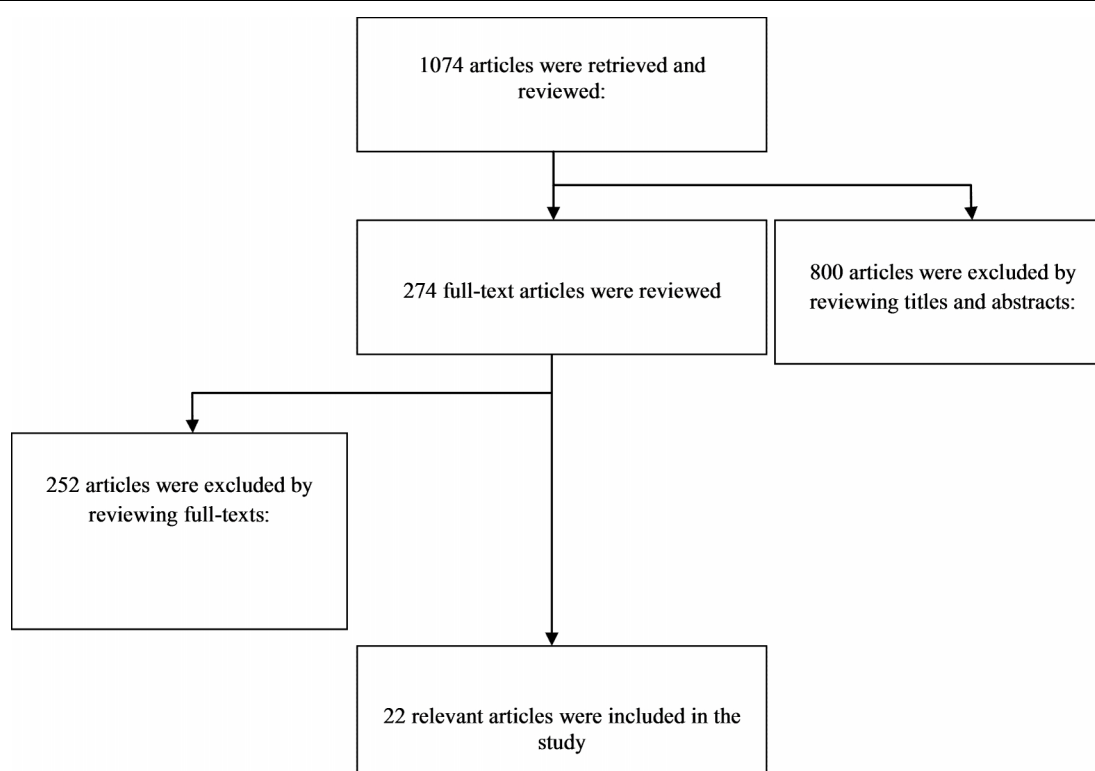 1074 articles were retrieved and
reviewed:
274 full-text articles were reviewed
800 articles were excluded by
reviewing titles and abstracts:
252 articles were excluded by
reviewing full-texts:
22 relevant articles were included in the
study